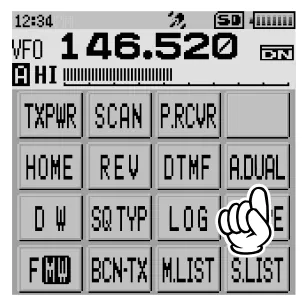 12:34 SD
VFO 146.520 DN
A HI
TXPWR SCAN P.RCVR
HOME REV DTMF A.DUAL
D W SQ TYP LOG
F MW BCN-TX M.LIST S.LIST